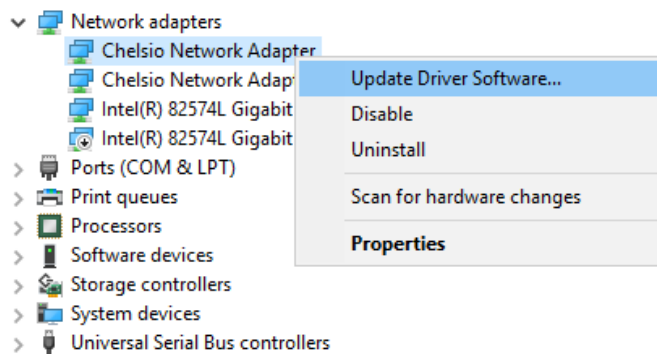 Network adapters
Chelsio Network Adapter
Chelsio Network Adap
Intel(R) 82574L Gigabit
Intel(R) 82574L Gigabit
Ports (COM & LPT)
Print queues
Processors
Software devices
Storage controllers
System devices
Universal Serial Bus controllers
Update Driver Software...
Disable
Uninstall
Scan for hardware changes
Properties